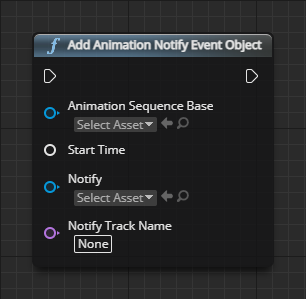 f Add Animation Notify Event Object
Animation Sequence Base
Select Asset
Start Time
Notify
Select Asset
Notify Track Name
None